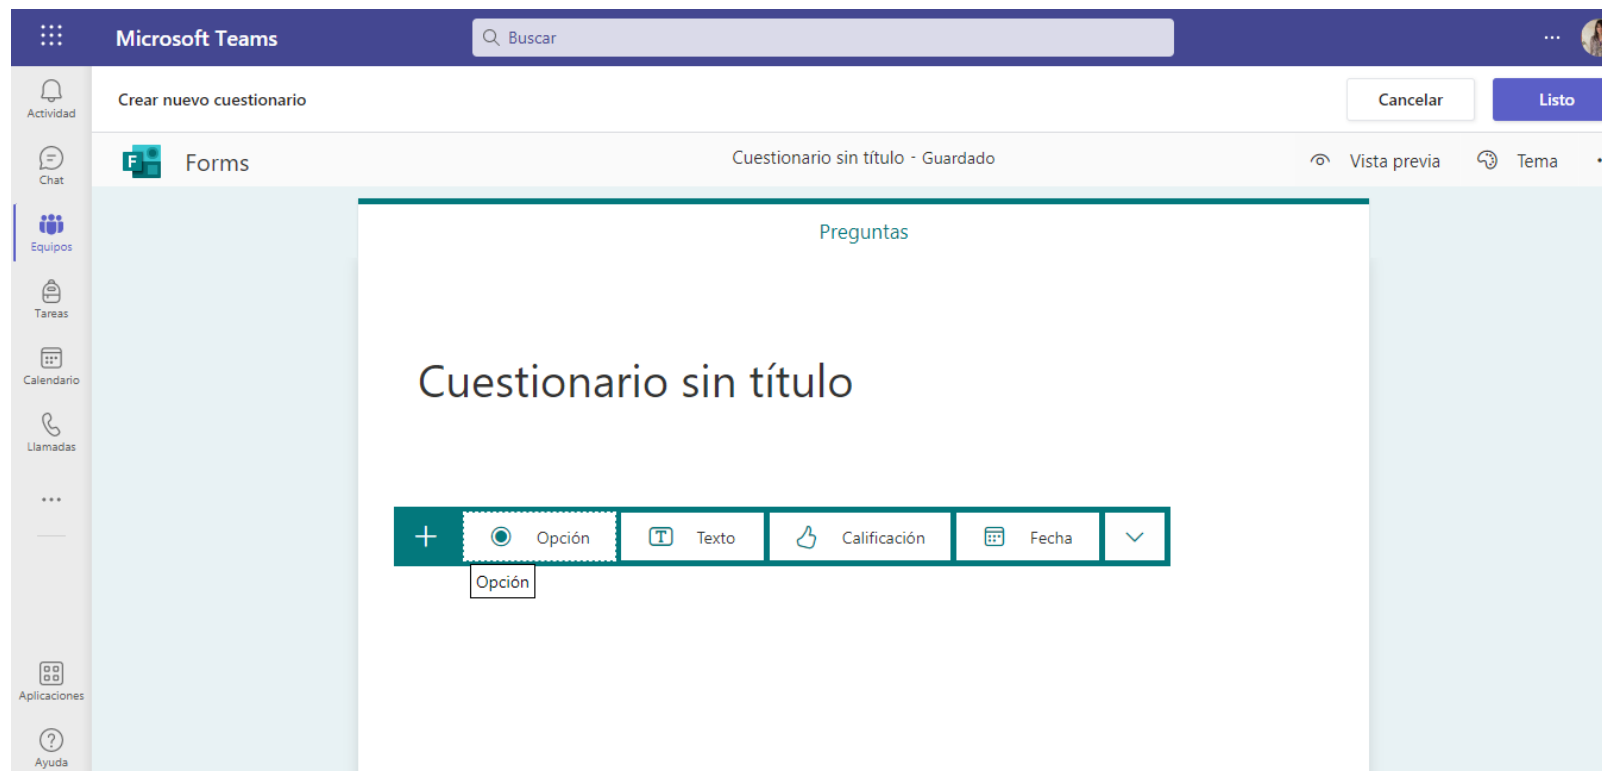 Microsoft Teams
Buscar
Actividad
Crear nuevo cuestionario
Cancelar
Listo
Chat
F Forms
Cuestionario sin título - Guardado
Vista previa
Tema
Equipos
Preguntas
Tareas
Calendario
Cuestionario sin título
Llamadas
Opción
T Texto
Calificación
Fecha
Opción
Aplicaciones
Ayuda